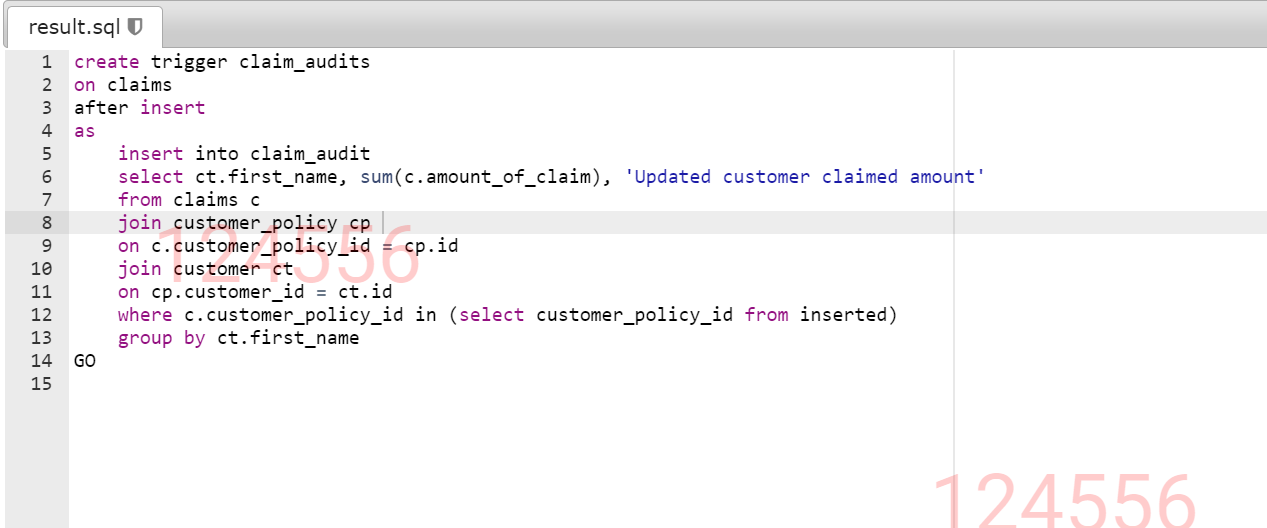 result.sql
1 create trigger claim_audits
2 on claims
3 after insert
4 as
5     insert into claim_audit
6     select ct.first_name, sum(c.amount_of_claim), 'Updated customer claimed amount'
7     from claims c
8     join customer_policy cp
9     on c.customer_policy_id = cp.id
10     join customer ct
11     on cp.customer_id = ct.id
12     where c.customer_policy_id in (select customer_policy_id from inserted)
13     group by ct.first_name
14 GO
15
124556
124556